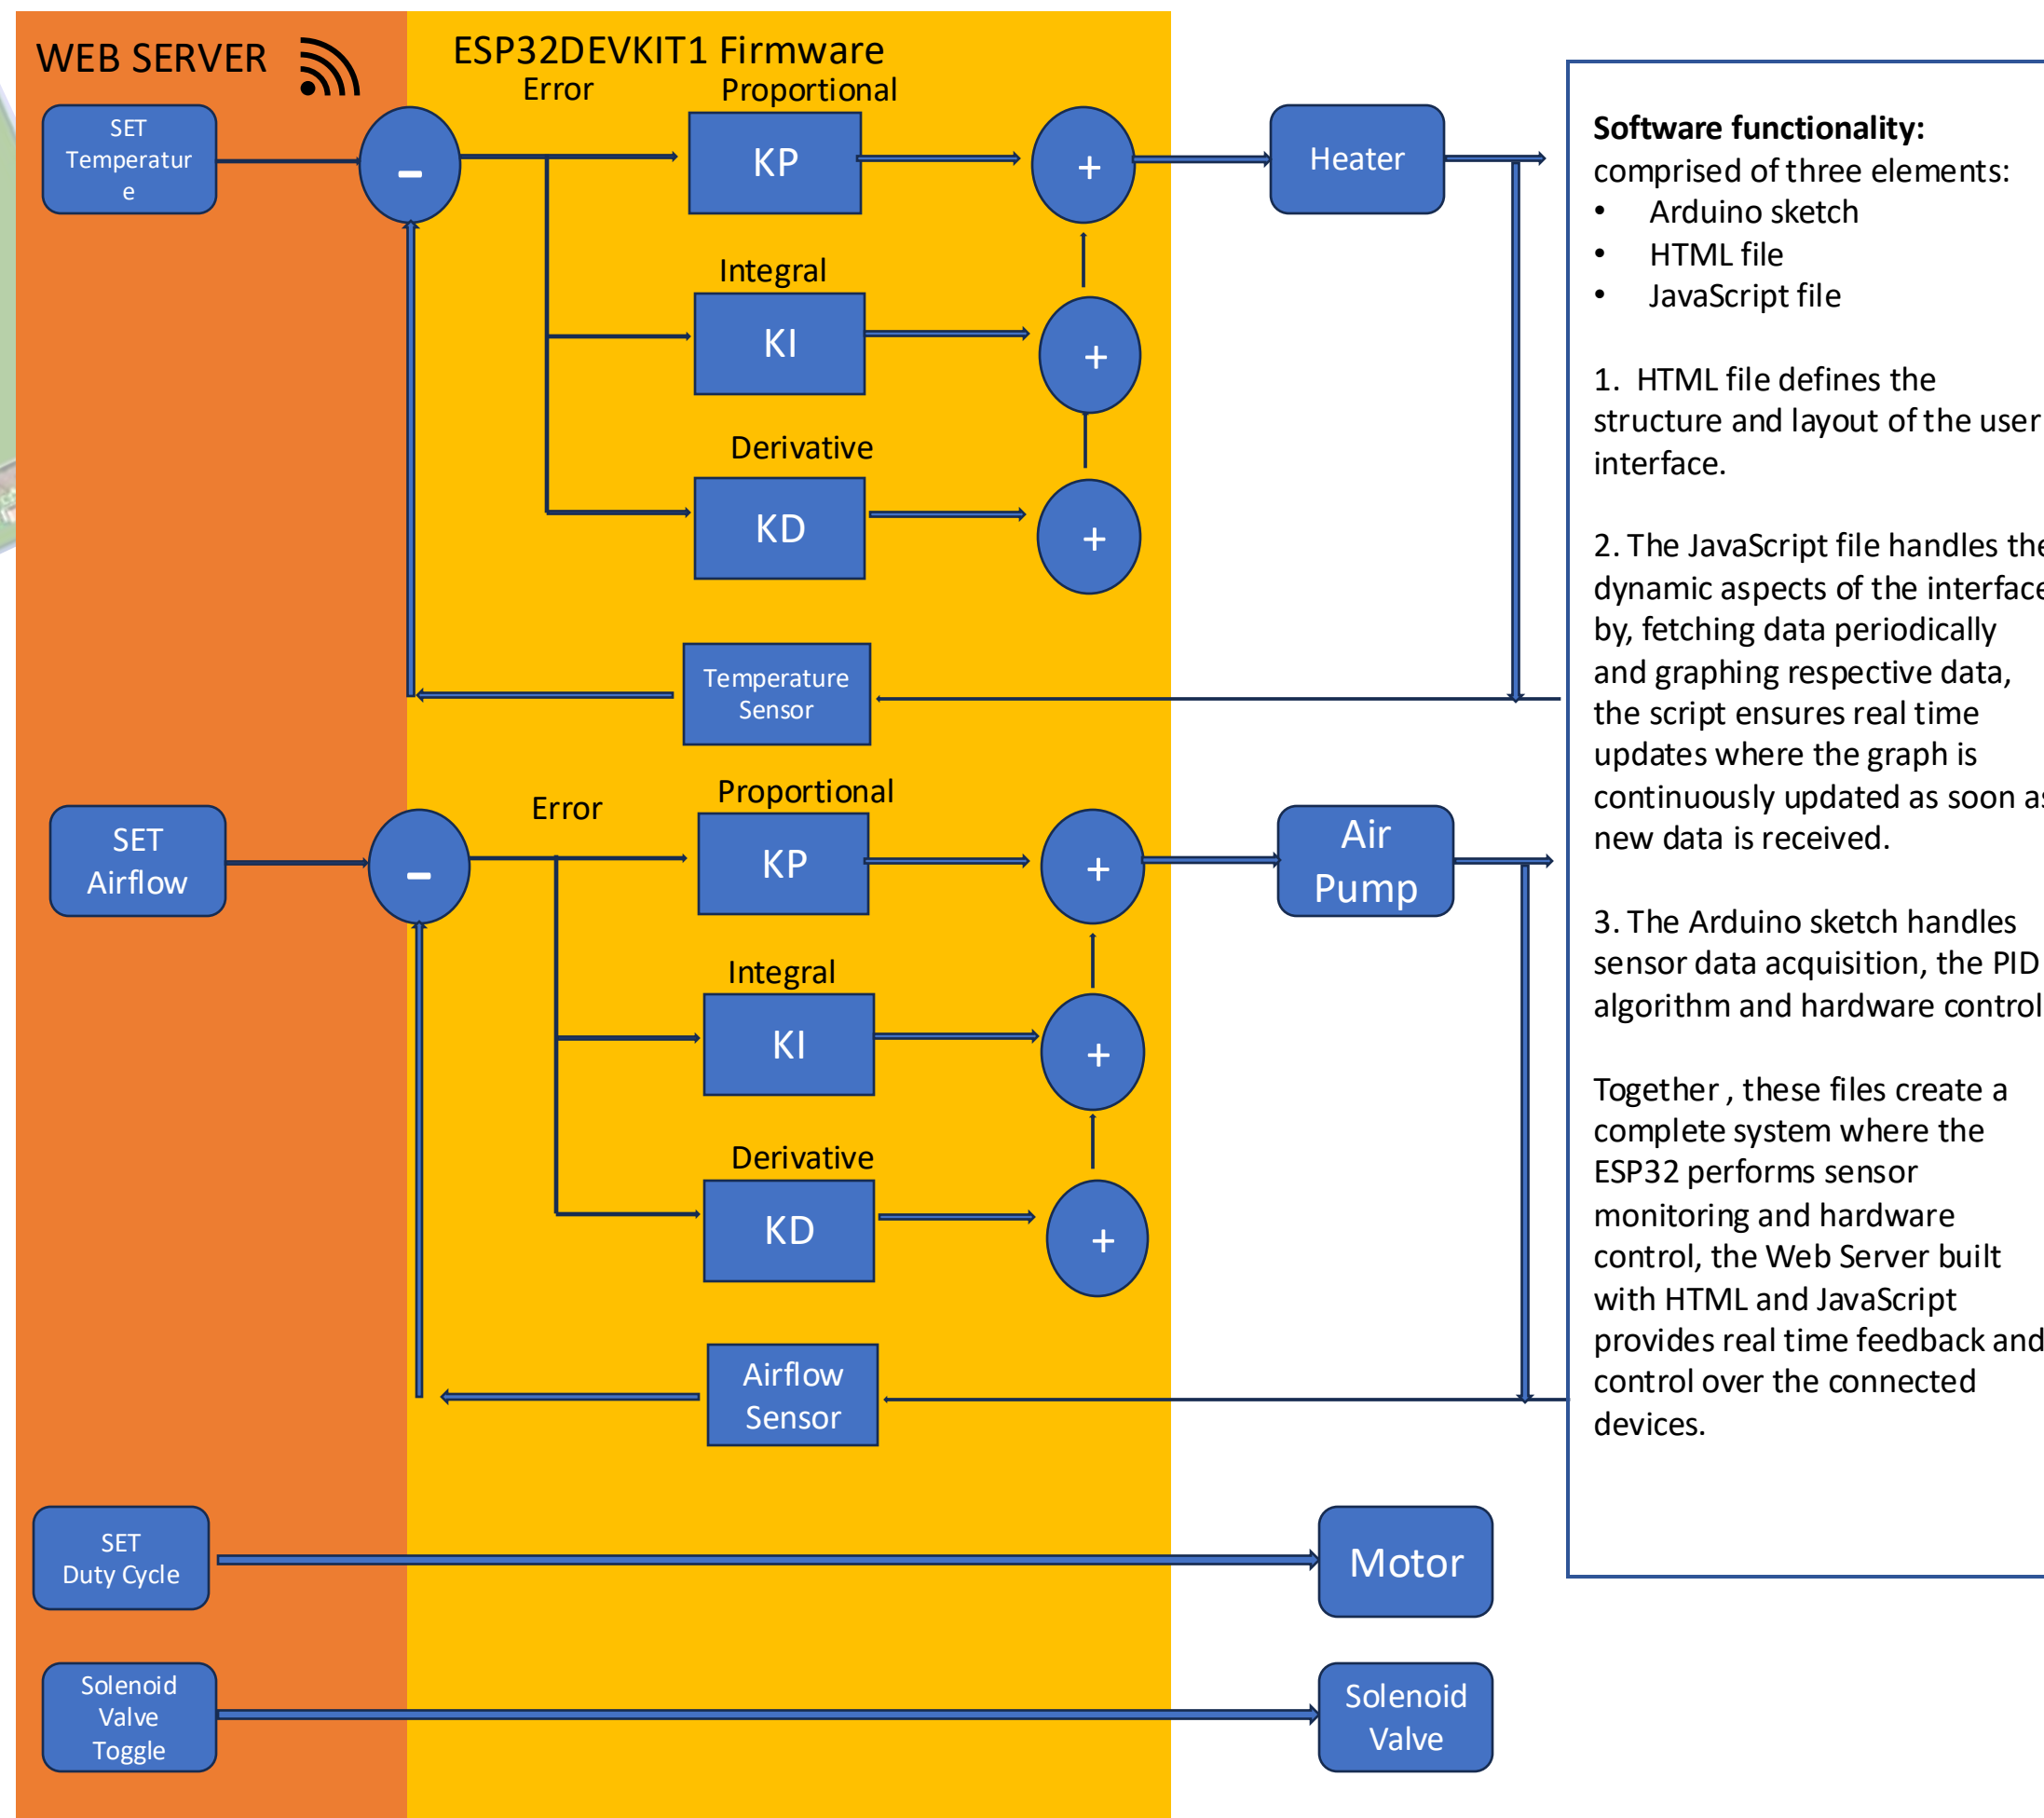 WEB SERVER
ESP32DEVKIT1 Firmware
Error
Proportional
SET
Temperatur
e
-
KP
+
Heater
Integral
KI
+
Derivative
KD
+
Temperature
Sensor
Error
Proportional
SET
Airflow
-
KP
+
Air
Pump
Integral
KI
+
Derivative
KD
+
Airflow
Sensor
SET
Duty Cycle
Motor
Solenoid
Valve
Toggle
Solenoid
Valve
Software functionality:
comprised of three elements:
• Arduino sketch
• HTML file
• JavaScript file
1. HTML file defines the
structure and layout of the user
interface.
2. The JavaScript file handles the
dynamic aspects of the interface
by, fetching data periodically
and graphing respective data,
the script ensures real time
updates where the graph is
continuously updated as soon as
new data is received.
3. The Arduino sketch handles
sensor data acquisition, the PID
algorithm and hardware control
Together , these files create a
complete system where the
ESP32 performs sensor
monitoring and hardware
control, the Web Server built
with HTML and JavaScript
provides real time feedback and
control over the connected
devices.